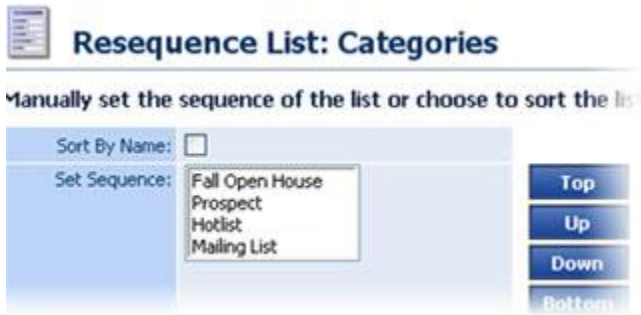 Resequence List: Categories
Manually set the sequence of the list or choose to sort the lis
Sort By Name:
Set Sequence:
Fall Open House
Prospect
Hotlist
Mailing List
Top
Up
Down
Bottom